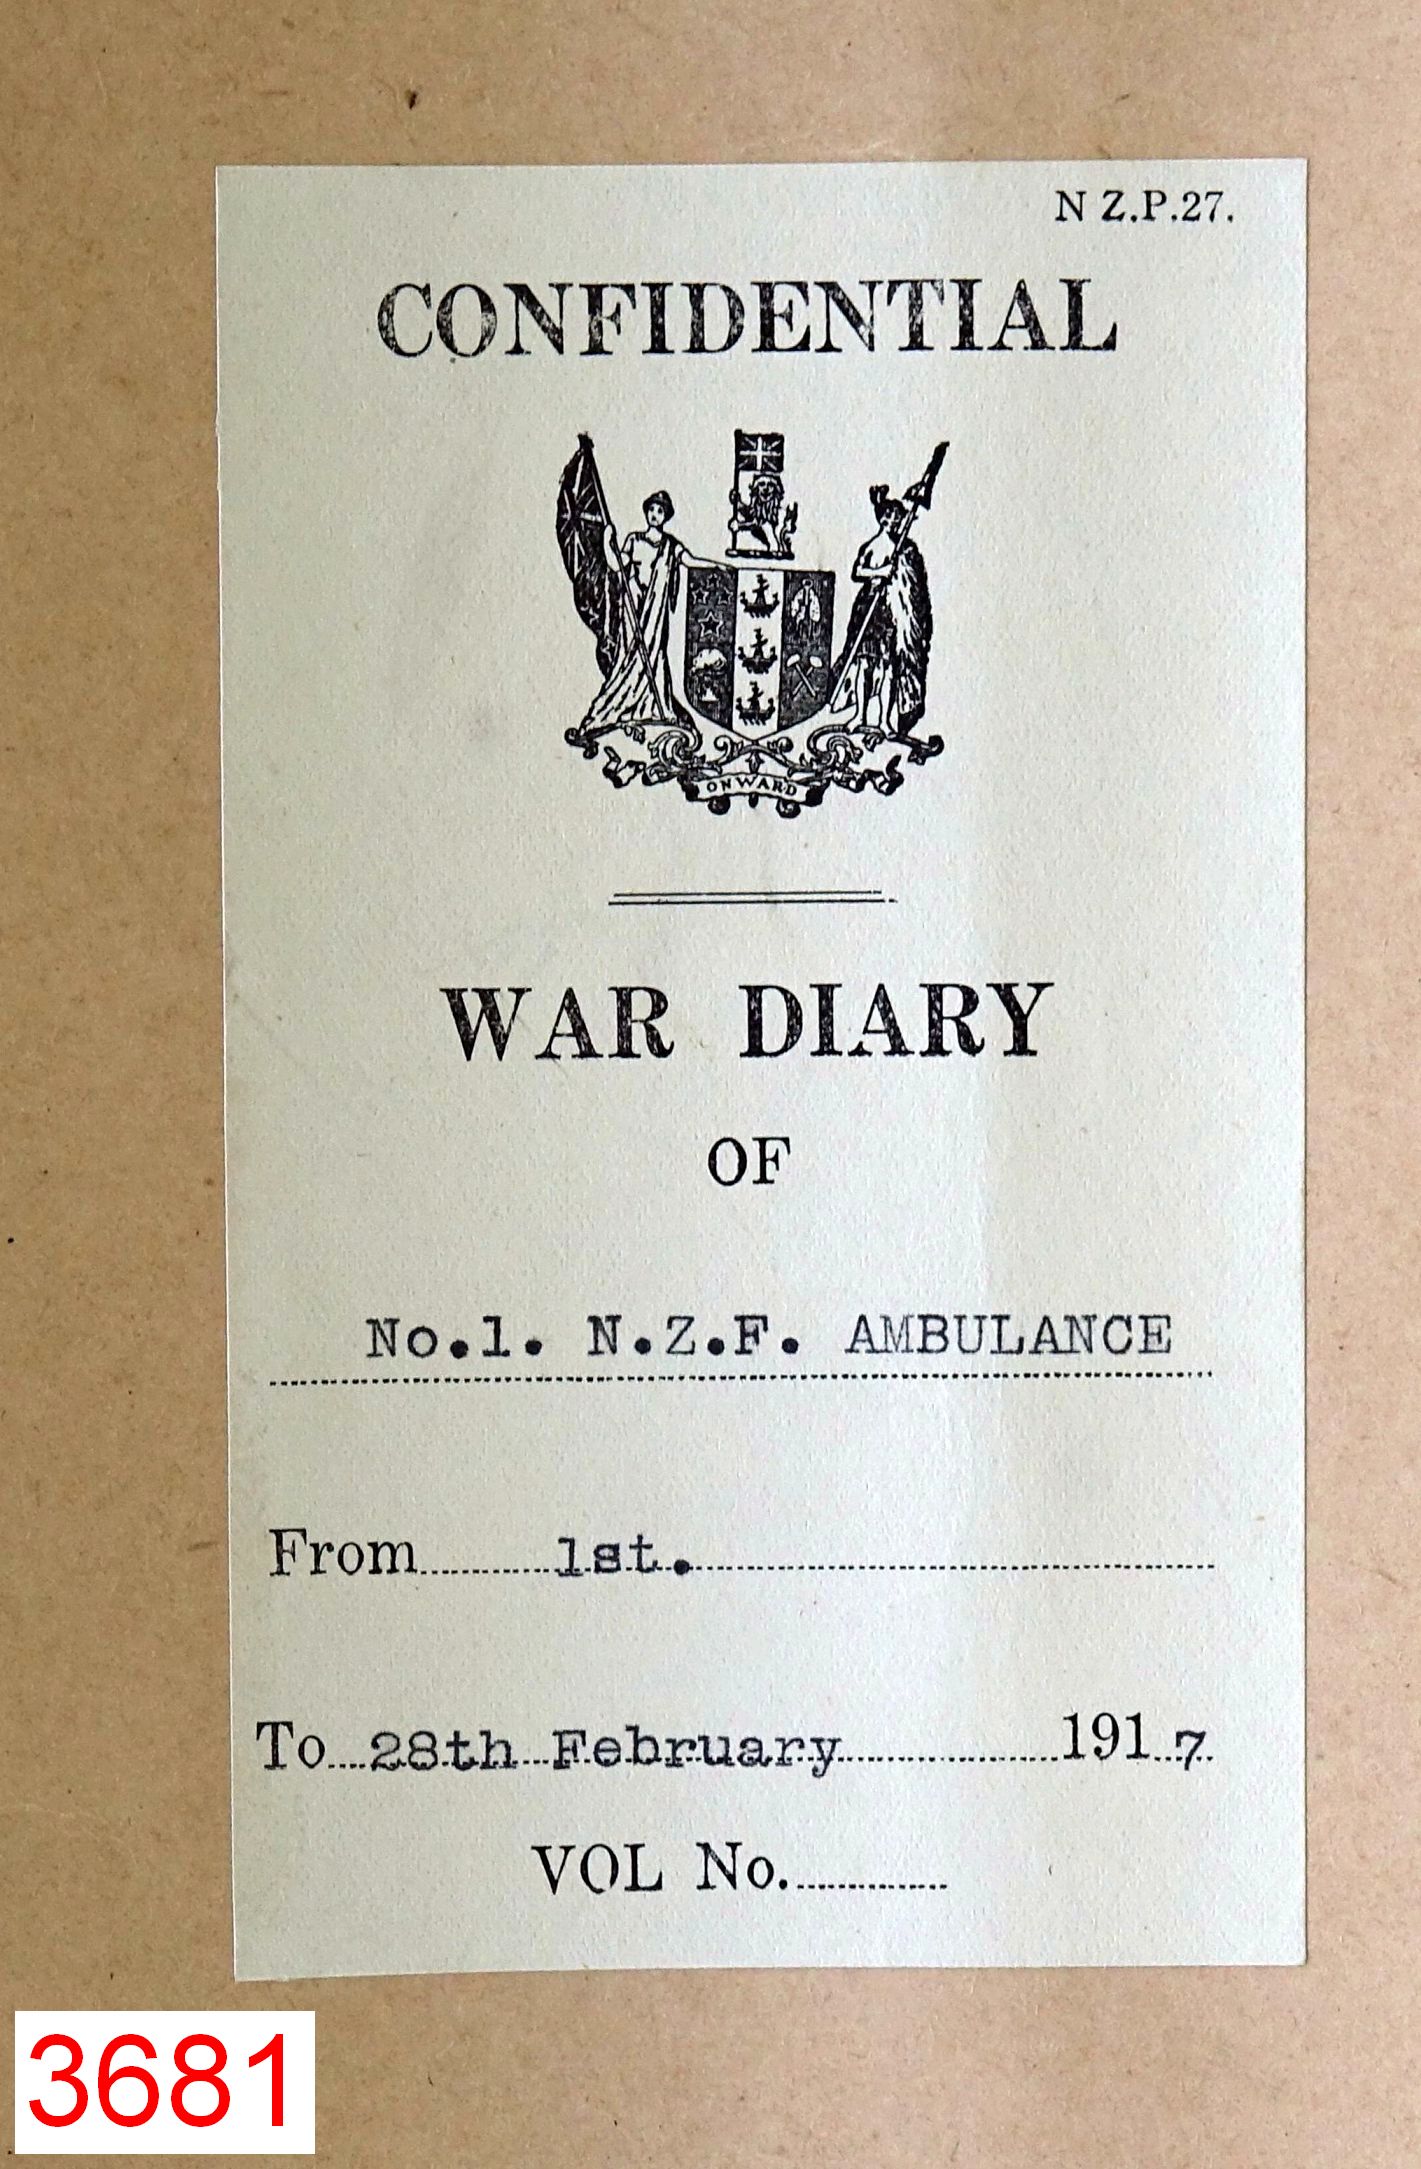 N Z.P.27.
CONFIDENTIAL
ONWARD
WAR DIARY
OF
No.1. N.Z.F. AMBULANCE
From 1st.
To 28th February 1917
VOL No.
3681